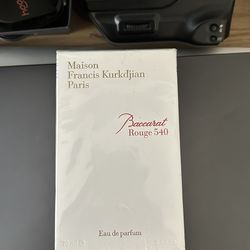 Maison
Francis Kurkdjian
Paris
Baccarat
Rouge 540
Eau de parfum